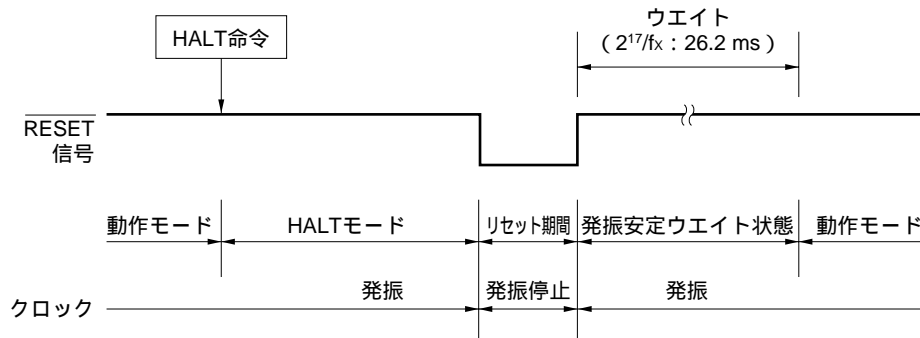 HALT命令
ウエイト
(2¹⁷/fx : 26.2 ms)
RESET
信号
動作モード
HALTモード
リセット期間
発振安定ウエイト状態
動作モード
クロック
発振
発振停止
発振